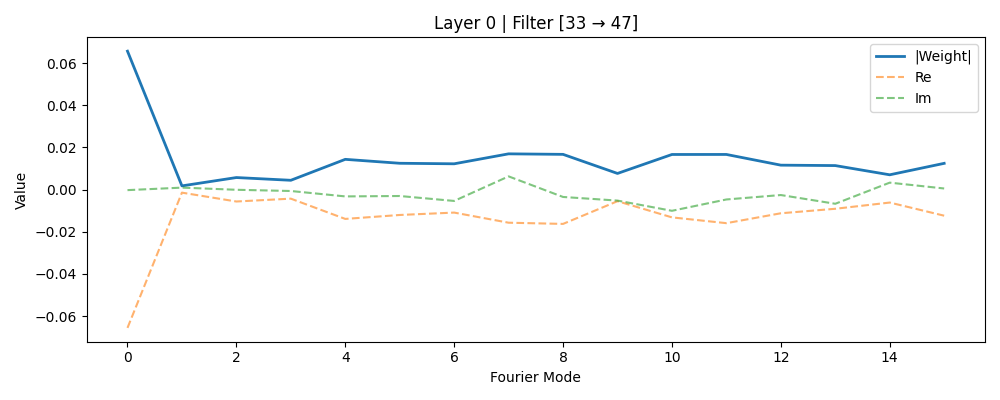 Layer 0 | Filter [33 → 47]
|Weight|
Re
Im
Value
0.06
0.04
0.02
0.00
−0.02
−0.04
−0.06
0 2 4 6 8 10 12 14
Fourier Mode